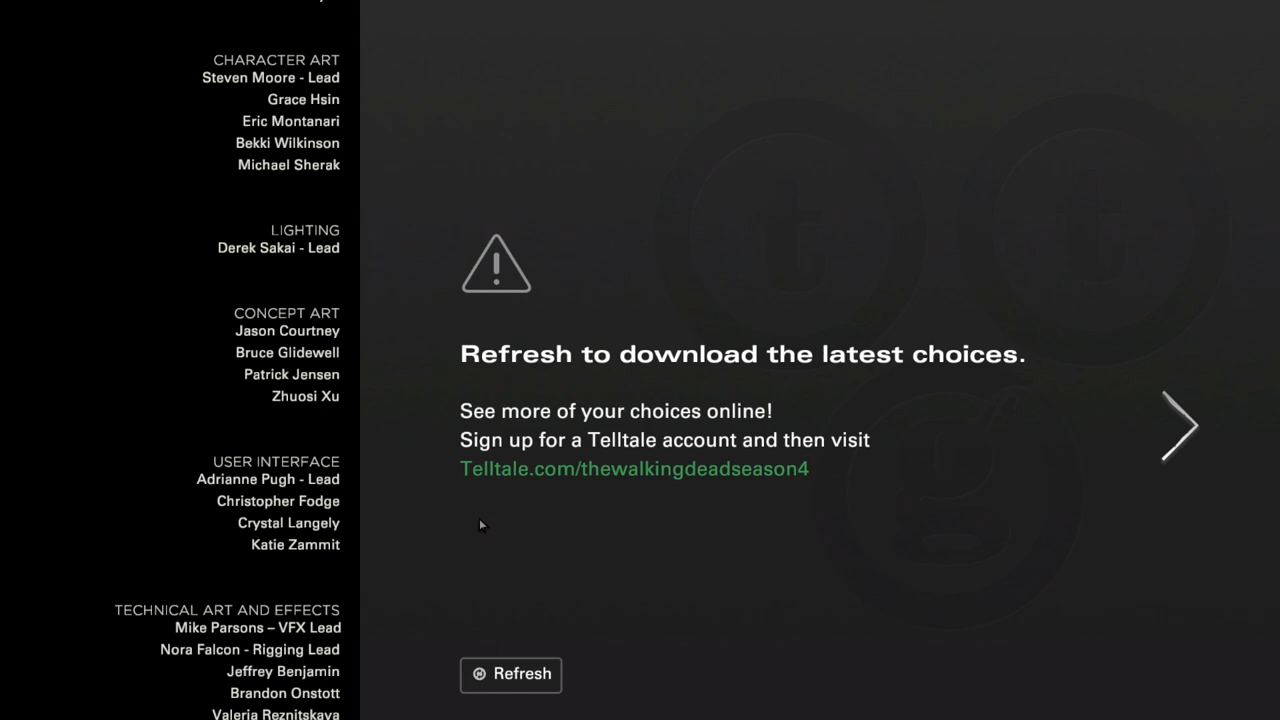 CHARACTER ART
Steven Moore - Lead
Grace Hsin
Eric Montanari
Bekki Wilkinson
Michael Sherak
LIGHTING
Derek Sakai - Lead
CONCEPT ART
Jason Courtney
Bruce Glidewell
Patrick Jensen
Zhuosi Xu
USER INTERFACE
Adrianne Pugh - Lead
Christopher Fodge
Crystal Langely
Katie Zammit
TECHNICAL ART AND EFFECTS
Mike Parsons – VFX Lead
Nora Falcon - Rigging Lead
Jeffrey Benjamin
Brandon Onstott
Valeria Reznitskaya
t t
g
Refresh to download the latest choices.
See more of your choices online!
Sign up for a Telltale account and then visit
Telltale.com/thewalkingdeadseason4
Refresh